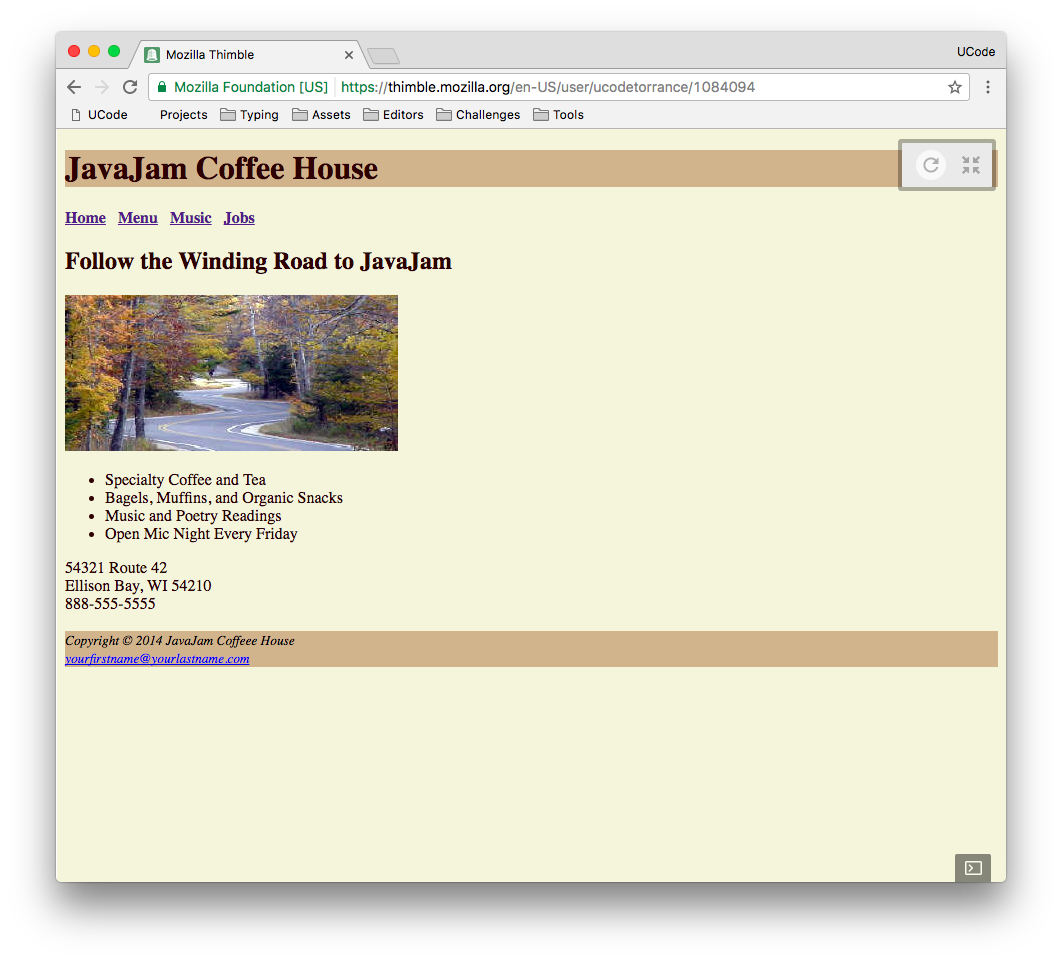 Mozilla Thimble
UCode
Mozilla Foundation [US] https://thimble.mozilla.org/en-US/user/ucodetorrance/1084094
UCode Projects Typing Assets Editors Challenges Tools
JavaJam Coffee House
Home Menu Music Jobs
Follow the Winding Road to JavaJam
• Specialty Coffee and Tea
• Bagels, Muffins, and Organic Snacks
• Music and Poetry Readings
• Open Mic Night Every Friday
54321 Route 42
Ellison Bay, WI 54210
888-555-5555
Copyright © 2014 JavaJam Coffeee House
yourfirstname@yourlastname.com